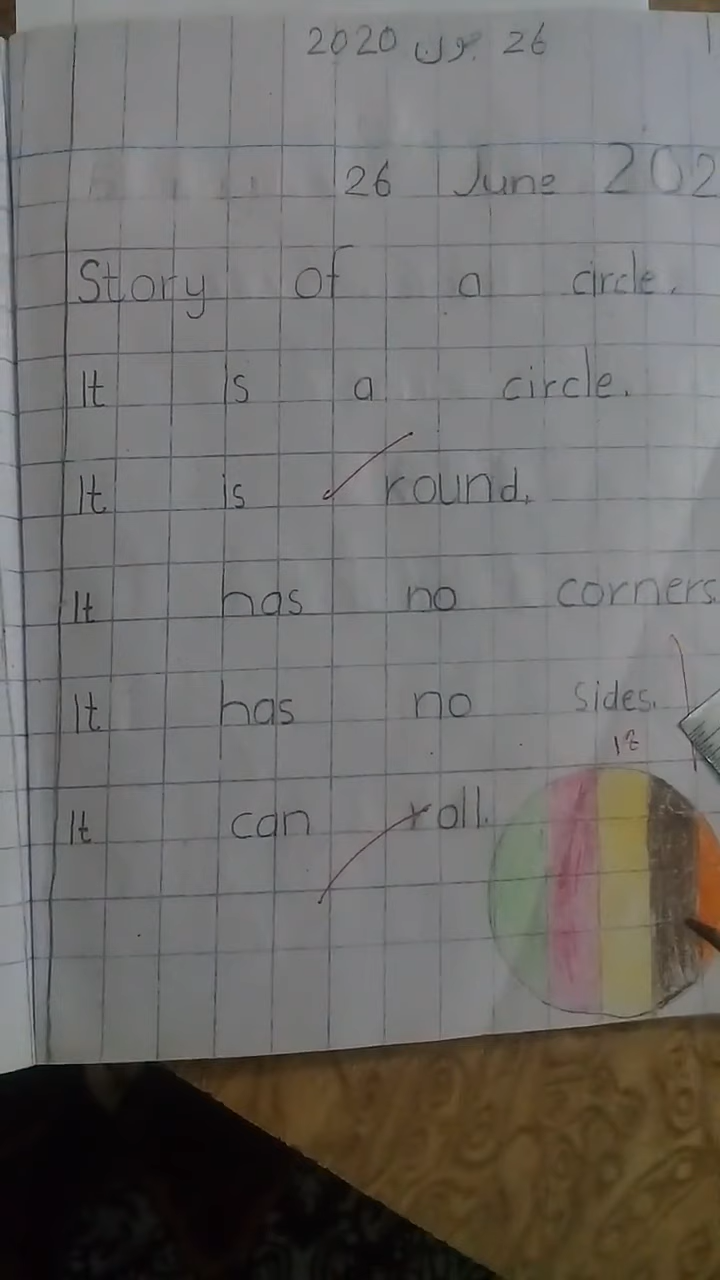 26 جون 2020
26 June 202
Story of a circle.
It is a circle.
It is round.
It has no corners.
It has no sides.
It can roll.